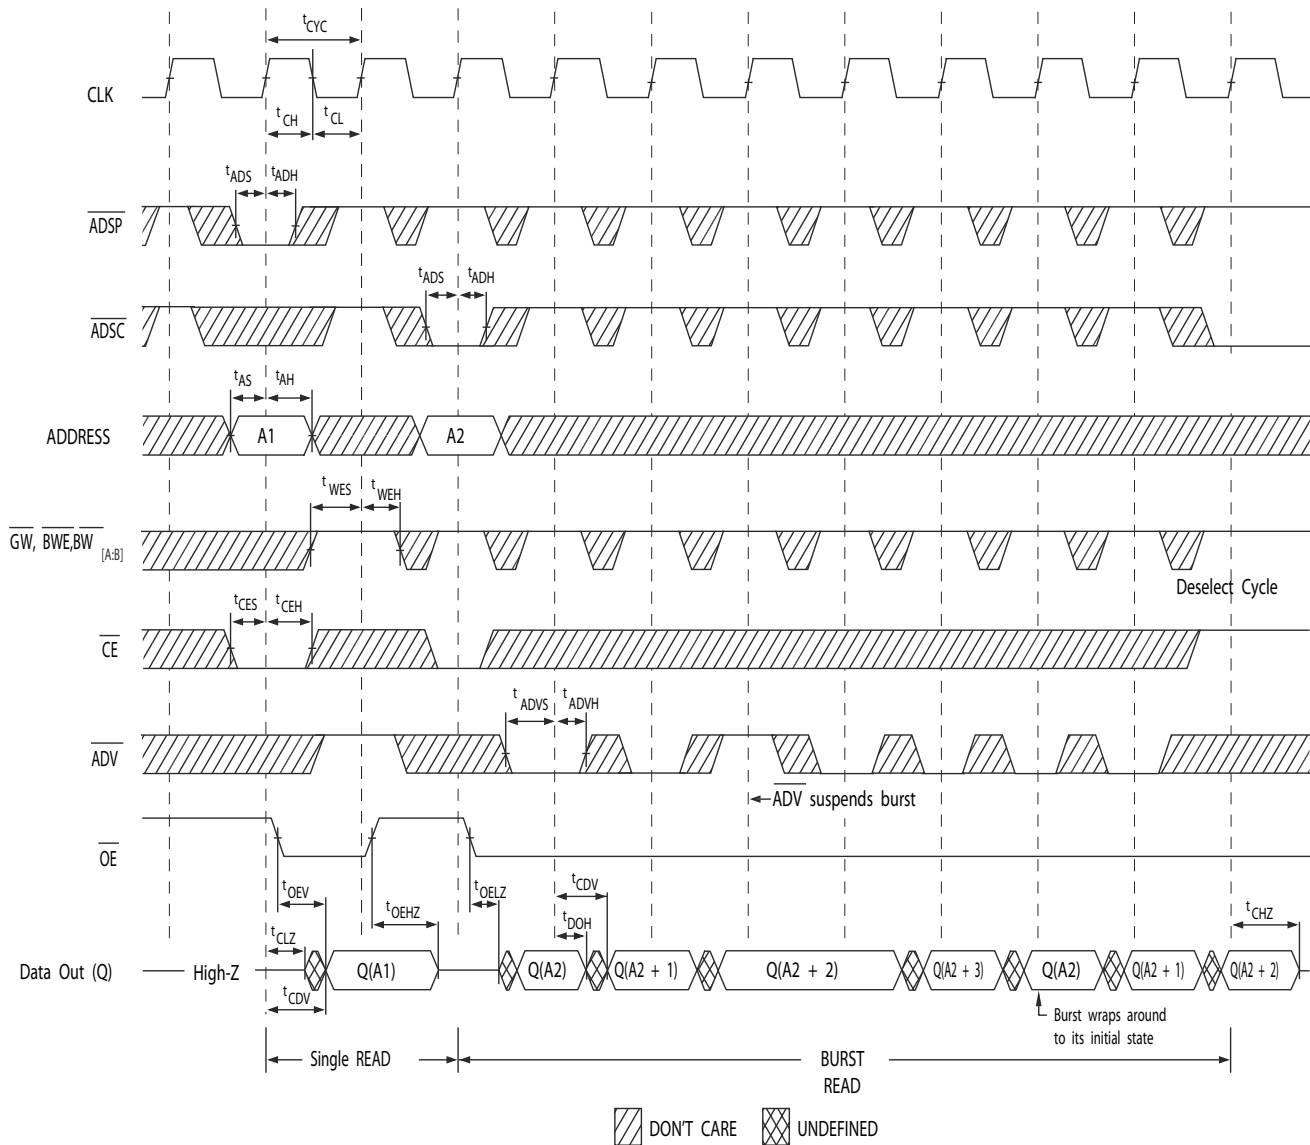 tCYC
CLK
tCH tCL
tADS tADH
ADSP
tADS tADH
ADSC
tAS tAH
ADDRESS A1 A2
tWES tWEH
GW, BWE,BW [A:B]
Deselect Cycle
tCES tCEH
CE
tADVS tADVH
ADV
ADV suspends burst
OE
tOEV tOEHZ tOELZ tCDV
tCLZ tDOH tCHZ
Data Out (Q) High-Z Q(A1) Q(A2) Q(A2 + 1) Q(A2 + 2) Q(A2 + 3) Q(A2) Q(A2 + 1) Q(A2 + 2)
tCDV
Burst wraps around
to its initial state
Single READ BURST
READ
DON'T CARE UNDEFINED